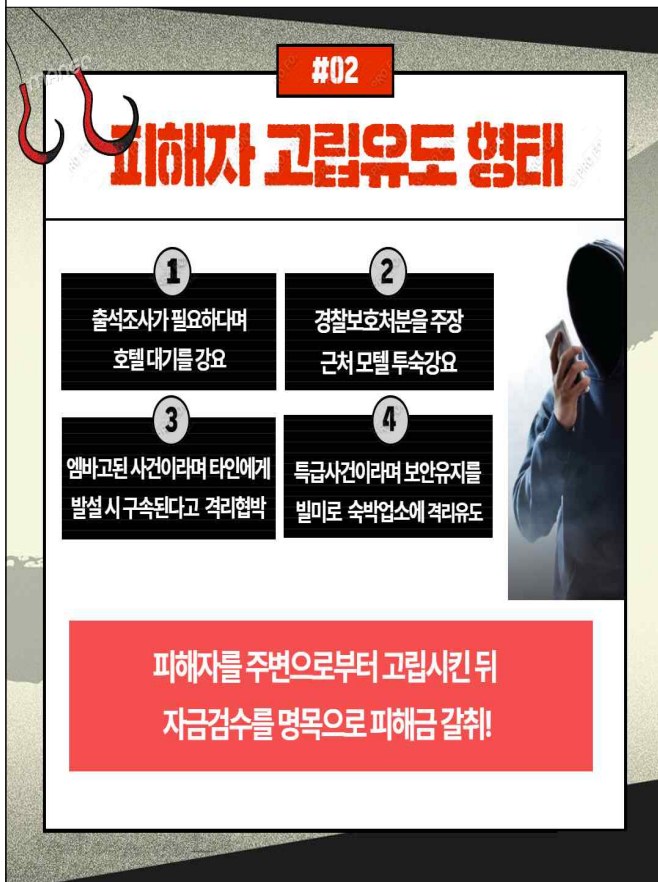 #02
피해자 고립유도 형태
1
출석조사가 필요하다며
호텔 대기를 강요
2
경찰보호처분을 주장
근처 모텔 투숙강요
3
엠바고된 사건이라며 타인에게
발설 시 구속된다고 격리협박
4
특급사건이라며 보안유지를
빌미로 숙박업소에 격리유도
피해자를 주변으로부터 고립시킨 뒤
자금검수를 명목으로 피해금 갈취!